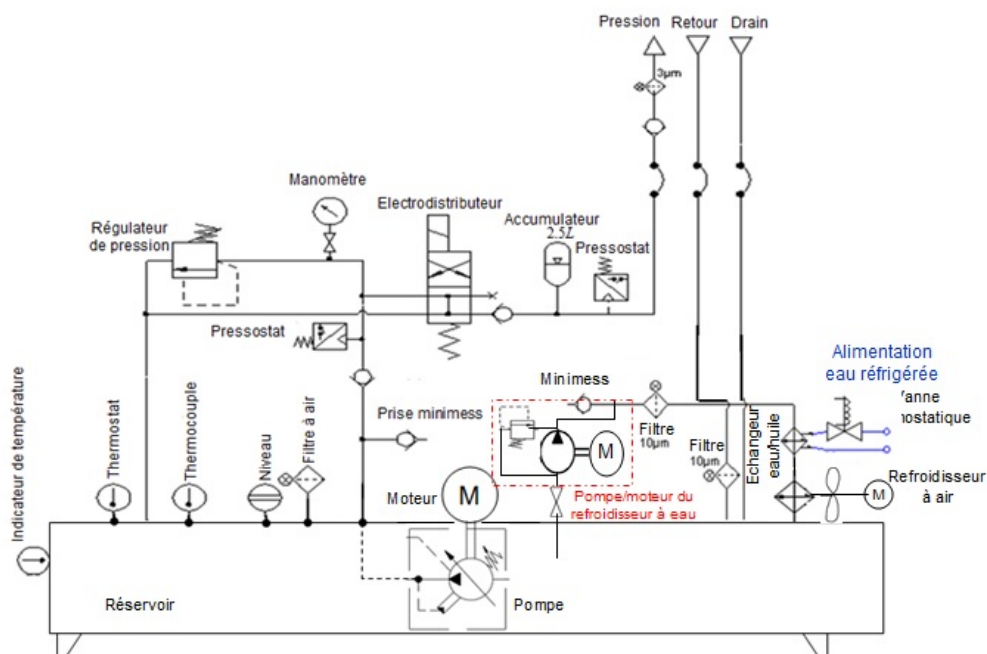 Pression
Retour
Drain
3µm
Manomètre
Electrodistributeur
Accumulateur
2.5L
Pressostat
Régulateur
de pression
Pressostat
Indicateur de température
Thermostat
Thermocouple
Niveau
Filtre à air
Prise minimess
Minimess
Filtre
10µm
Filtre
10µm
Echangeur
eau/huile
Alimentation
eau réfrigérée
anne
nostatique
Refroidisseur
à air
M
Moteur
M
M
Pompe/moteur du
refroidisseur à eau
Réservoir
Pompe